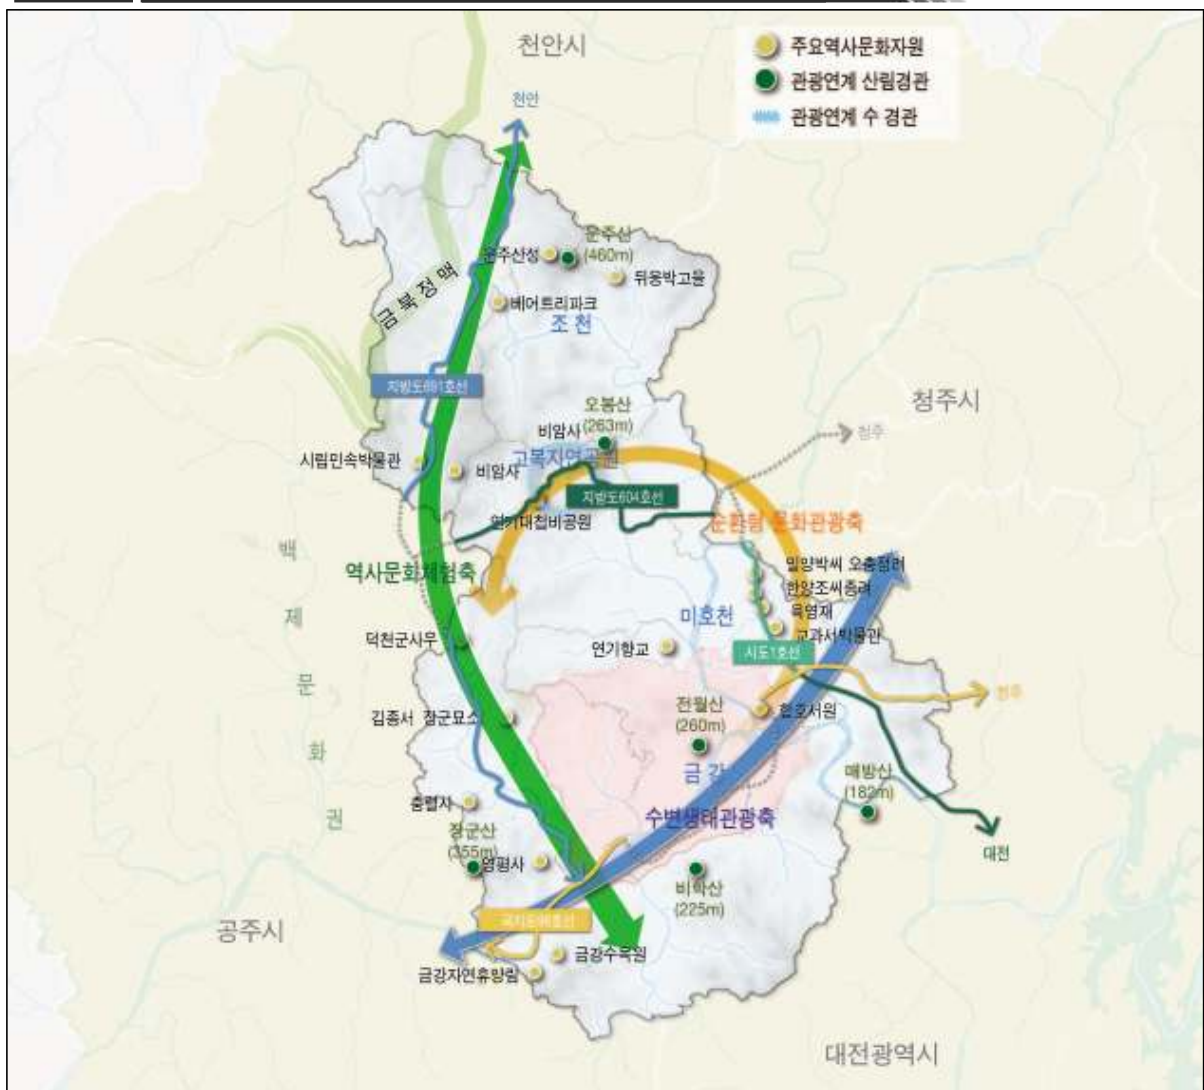 천안시
주요역사문화자원
관광연계 산림경관
관광연계 수 경관
천안
운주산
(460m)
운주산성
뒤웅박고을
금북정맥
베어트리파크
조 천
지방도691호선
청주시
오봉산
(263m)
비암사
청주
고복자연공원
시립민속박물관
비암사
지방도604호선
연기대첩비공원
순환형 문화관광축
백제문화권
역사문화체험축
밀양박씨 오충정려
한양조씨종려
미호천
육영재
교과서박물관
덕천군사우
연기향교
시도1호선
전월산
(260m)
합호서원
김종서 장군묘소
금 강
매방산
(182m)
충렬사
수변생태관광축
장군산
(355m)
영평사
대전
비학산
(225m)
공주시
금강수목원
금강자연휴양림
대전광역시